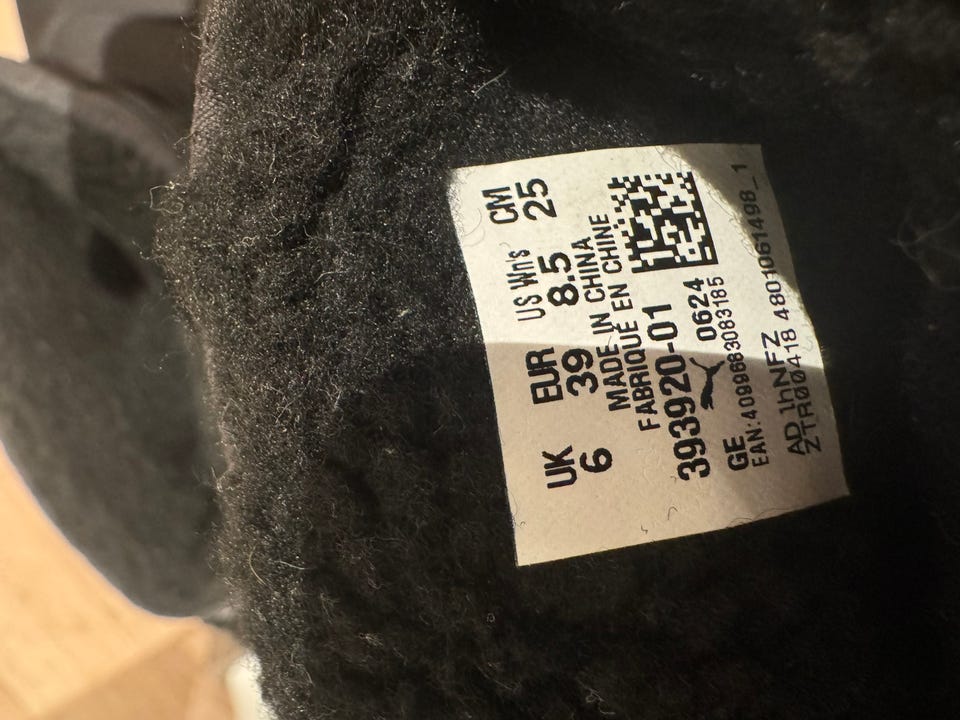 UK EUR US Wn's CM
6 39 8.5 25
MADE IN CHINA
FABRIQUÉ EN CHINE
393920-01
0624
GE
EAN:4099683083185
AD 1hNFZ
ZTR00418 4801061498_1